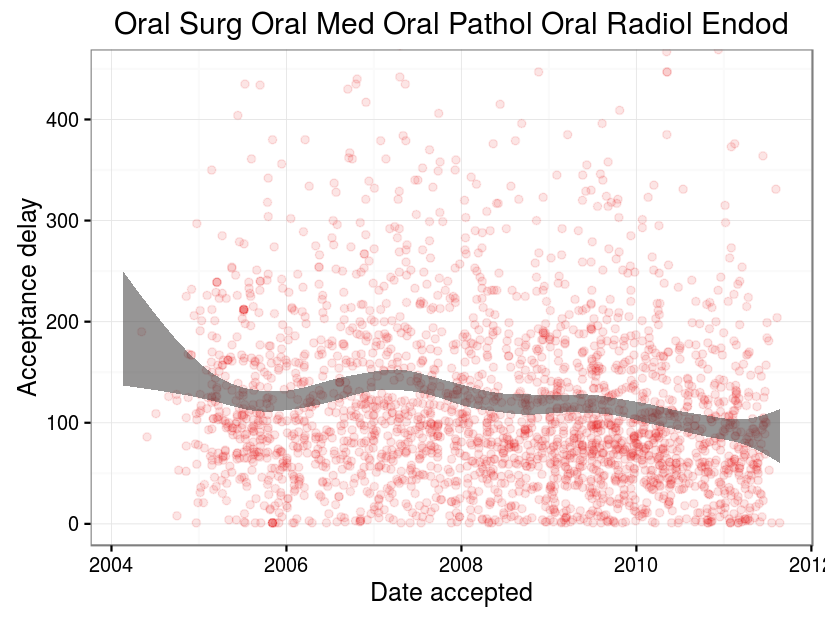 Oral Surg Oral Med Oral Pathol Oral Radiol Endod
400
300
200
100
0
Acceptance delay
2004 2006 2008 2010 2012
Date accepted